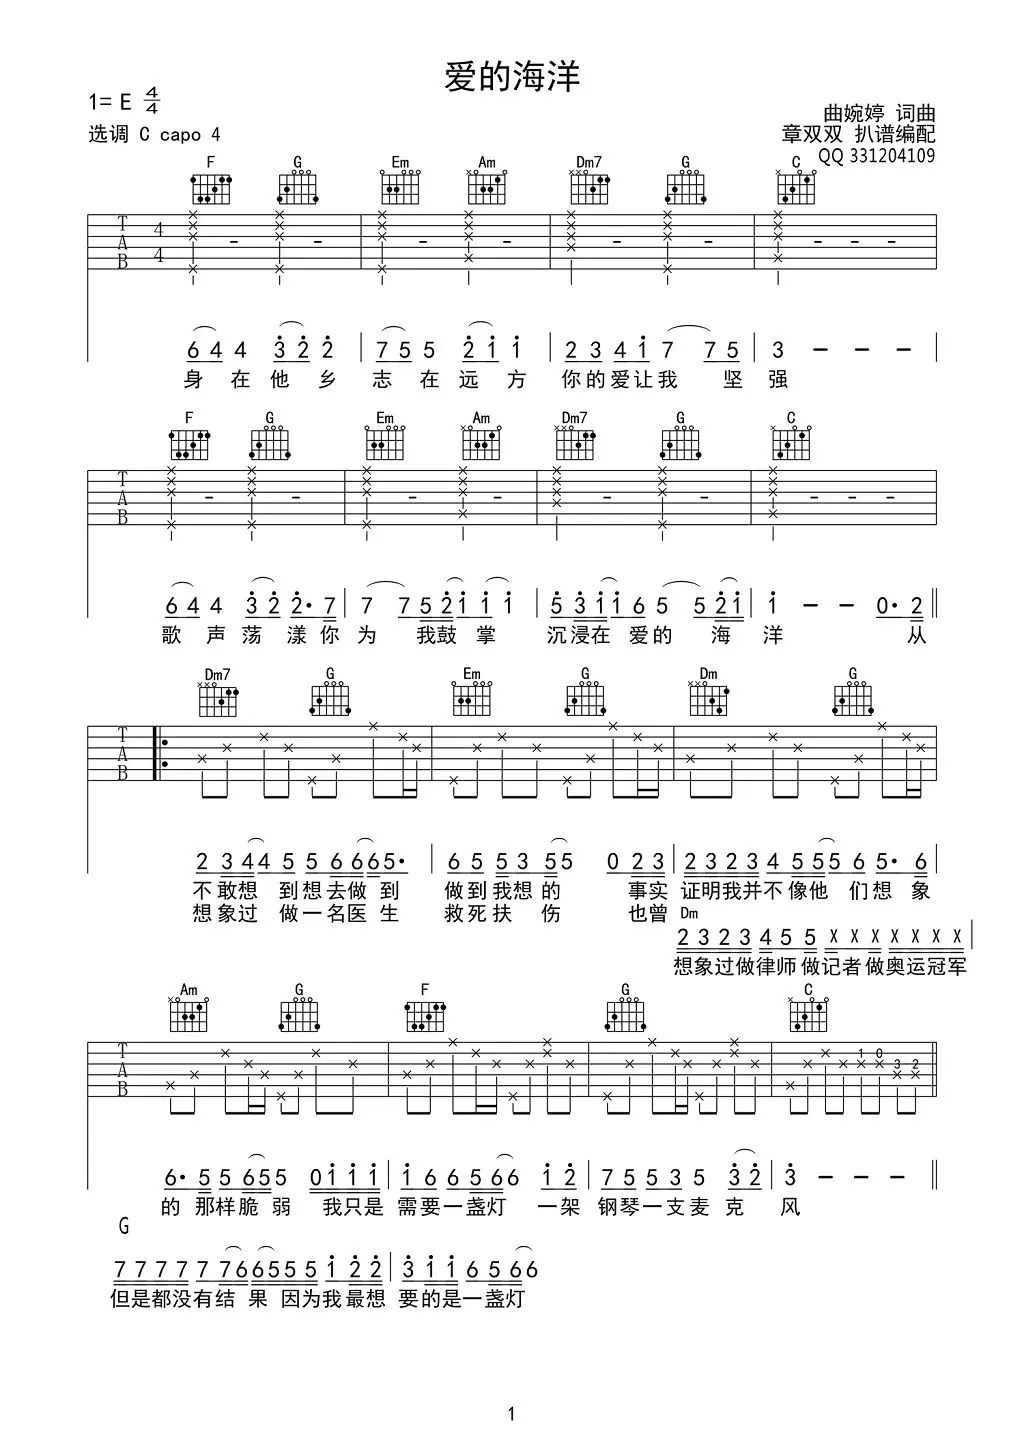 爱的海洋
1= E 4/4
曲婉婷 词曲
选调 C capo 4
章双双 扒谱编配
QQ 331204109
F G Em Am Dm7 G C
T A B 4 4
6 4 4 3 2 2 | 7 5 5 2 1 1 | 2 3 4 1 7 7 5 | 3 — — — |
身 在 他 乡 志 在 远 方 你 的 爱 让 我 坚 强
F G Em Am Dm7 G C
T A B
6 4 4 3 2 2· 7 | 7 7 5 2 1 1 1 | 5 3 1 1 6 5 5 2 1 | 1 — — 0· 2 ||
歌 声 荡 漾 你 为 我 鼓 掌 沉 浸 在 爱 的 海 洋 从
Dm7 G Em G Dm G
T A B
2 3 4 4 5 5 6 6 6 5· | 6 5 5 3 5 5 0 2 3 | 2 3 2 3 4 5 5 5 6 5· 6
不 敢 想 到 想 去 做 到 做 到 我 想 的 事 实 证 明 我 并 不 像 他 们 想 象
想 象 过 做 一 名 医 生 救 死 扶 伤 也 曾 Dm
2 3 2 3 4 5 5 X X X X X X X |
想象过做律师做记者做奥运冠军
Am G F G C
T A B 1 0 3 2
6· 5 5 6 5 5 0 1 1 1 | 1 6 6 5 6 6 1 2 | 7 5 5 3 5 3 2 | 3 — — — ||
的 那 样 脆 弱 我 只 是 需 要 一 盏 灯 一 架 钢 琴 一 支 麦 克 风
G
7 7 7 7 7 7 6 6 5 5 5 1 2 2 | 3 1 1 6 5 6 6
但是都没有结 果 因为我最想 要的是一盏灯
1